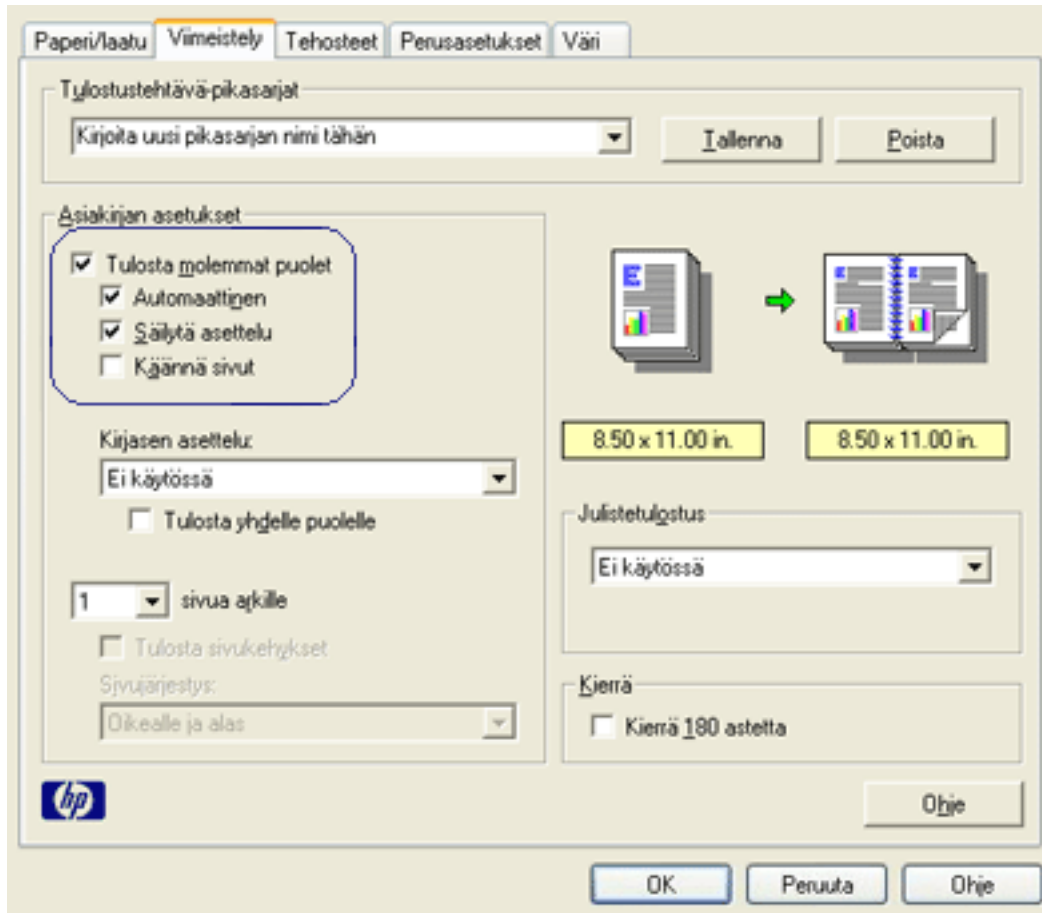 Paperi/laatu Viimeistely Tehosteet Perusasetukset Väri
Tulostustehtävä-pikasarjat
Kirjoita uusi pikasarjan nimi tähän
Tallenna
Poista
Asiakirjan asetukset
Tulosta molemmat puolet
Automaattinen
Säilytä asettelu
Käännä sivut
Kirjasen asettelu:
Ei käytössä
Tulosta yhdelle puolelle
1 sivua arkille
Tulosta sivukehykset
Sivujärjestys:
Oikealle ja alas
E
E E
8.50 x 11.00 in. 8.50 x 11.00 in.
Julistetulostus
Ei käytössä
Kierrä
Kierrä 180 astetta
hp
Ohje
OK Peruuta Ohje